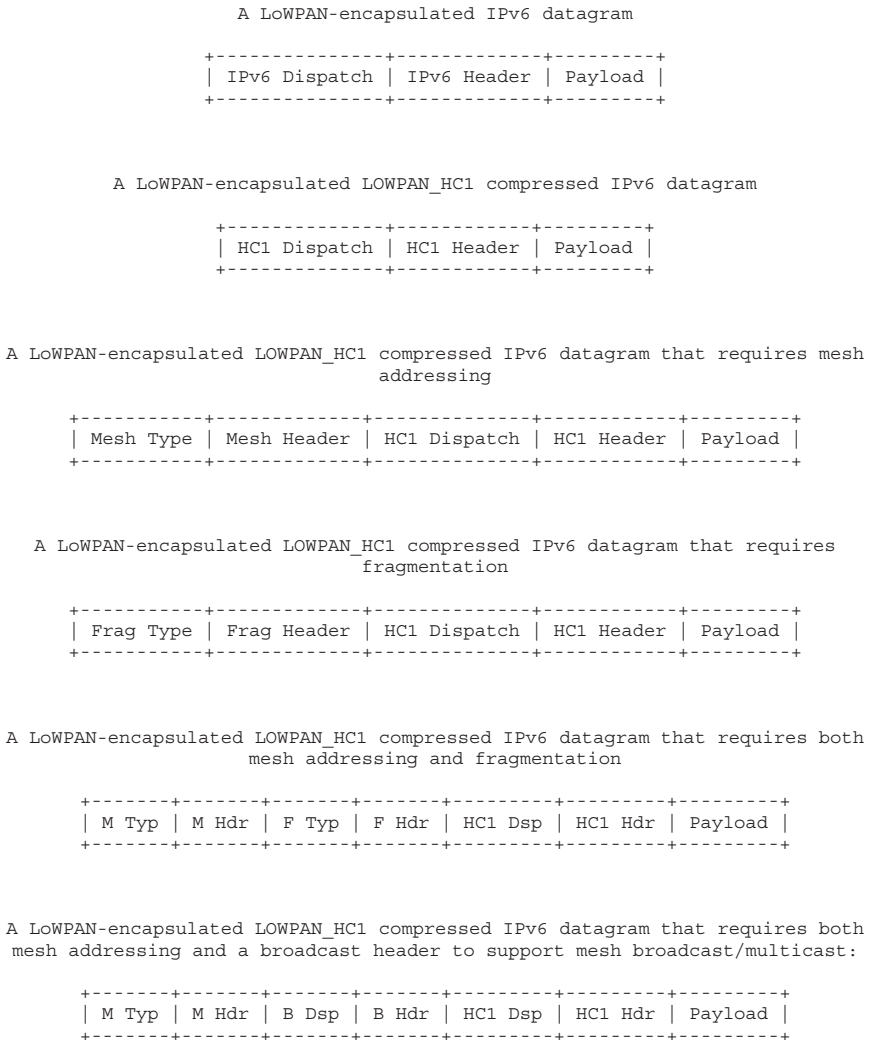 A LoWPAN-encapsulated IPv6 datagram
+---------------+-------------+---------+
| IPv6 Dispatch | IPv6 Header | Payload |
+---------------+-------------+---------+
A LoWPAN-encapsulated LOWPAN_HC1 compressed IPv6 datagram
+--------------+------------+---------+
| HC1 Dispatch | HC1 Header | Payload |
+--------------+------------+---------+
A LoWPAN-encapsulated LOWPAN_HC1 compressed IPv6 datagram that requires mesh
addressing
+-----------+-------------+--------------+------------+---------+
| Mesh Type | Mesh Header | HC1 Dispatch | HC1 Header | Payload |
+-----------+-------------+--------------+------------+---------+
A LoWPAN-encapsulated LOWPAN_HC1 compressed IPv6 datagram that requires
fragmentation
+-----------+-------------+--------------+------------+---------+
| Frag Type | Frag Header | HC1 Dispatch | HC1 Header | Payload |
+-----------+-------------+--------------+------------+---------+
A LoWPAN-encapsulated LOWPAN_HC1 compressed IPv6 datagram that requires both
mesh addressing and fragmentation
+-------+-------+-------+-------+---------+---------+---------+
| M Typ | M Hdr | F Typ | F Hdr | HC1 Dsp | HC1 Hdr | Payload |
+-------+-------+-------+-------+---------+---------+---------+
A LoWPAN-encapsulated LOWPAN_HC1 compressed IPv6 datagram that requires both
mesh addressing and a broadcast header to support mesh broadcast/multicast:
+-------+-------+-------+-------+---------+---------+---------+
| M Typ | M Hdr | B Dsp | B Hdr | HC1 Dsp | HC1 Hdr | Payload |
+-------+-------+-------+-------+---------+---------+---------+